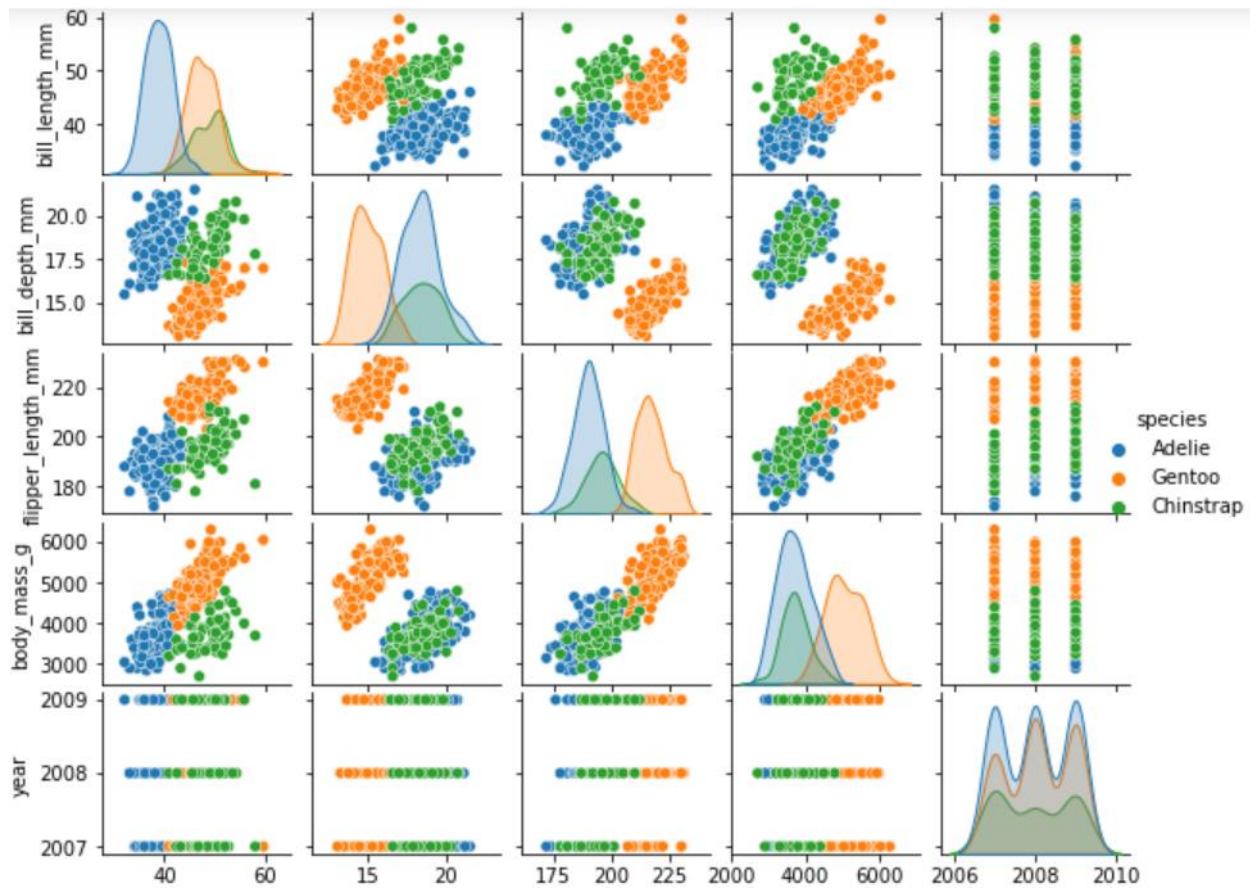 bill_length_mm
60
50
40
bill_depth_mm
20.0
17.5
15.0
flipper_length_mm
220
200
180
body_mass_g
6000
5000
4000
3000
year
2009
2008
2007
40 60
15 20
175 200 225
2000 4000 6000
2006 2008 2010
species
Adelie
Gentoo
Chinstrap